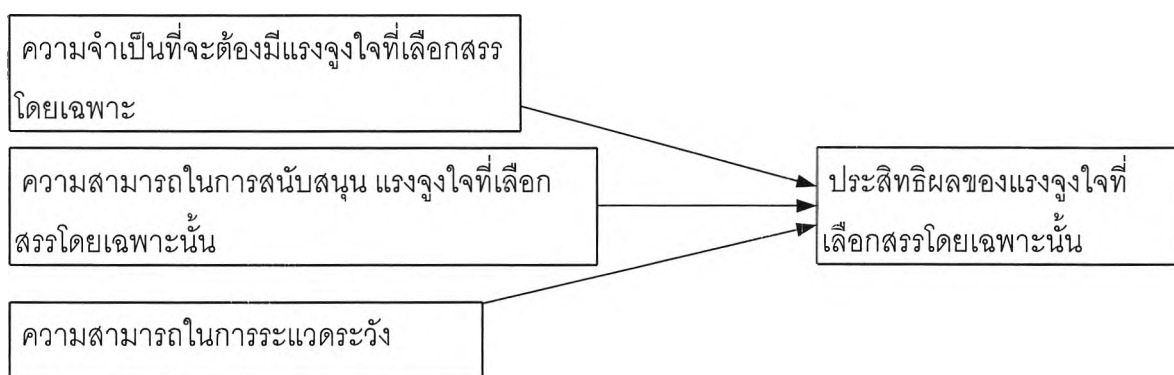 ความจำเป็นที่จะต้องมีแรงจูงใจที่เลือกสรร
โดยเฉพาะ
ความสามารถในการสนับสนุน แรงจูงใจที่เลือก
สรรโดยเฉพาะนั้น
ความสามารถในการระแวดระวัง
ประสิทธิผลของแรงจูงใจที่
เลือกสรรโดยเฉพาะนั้น